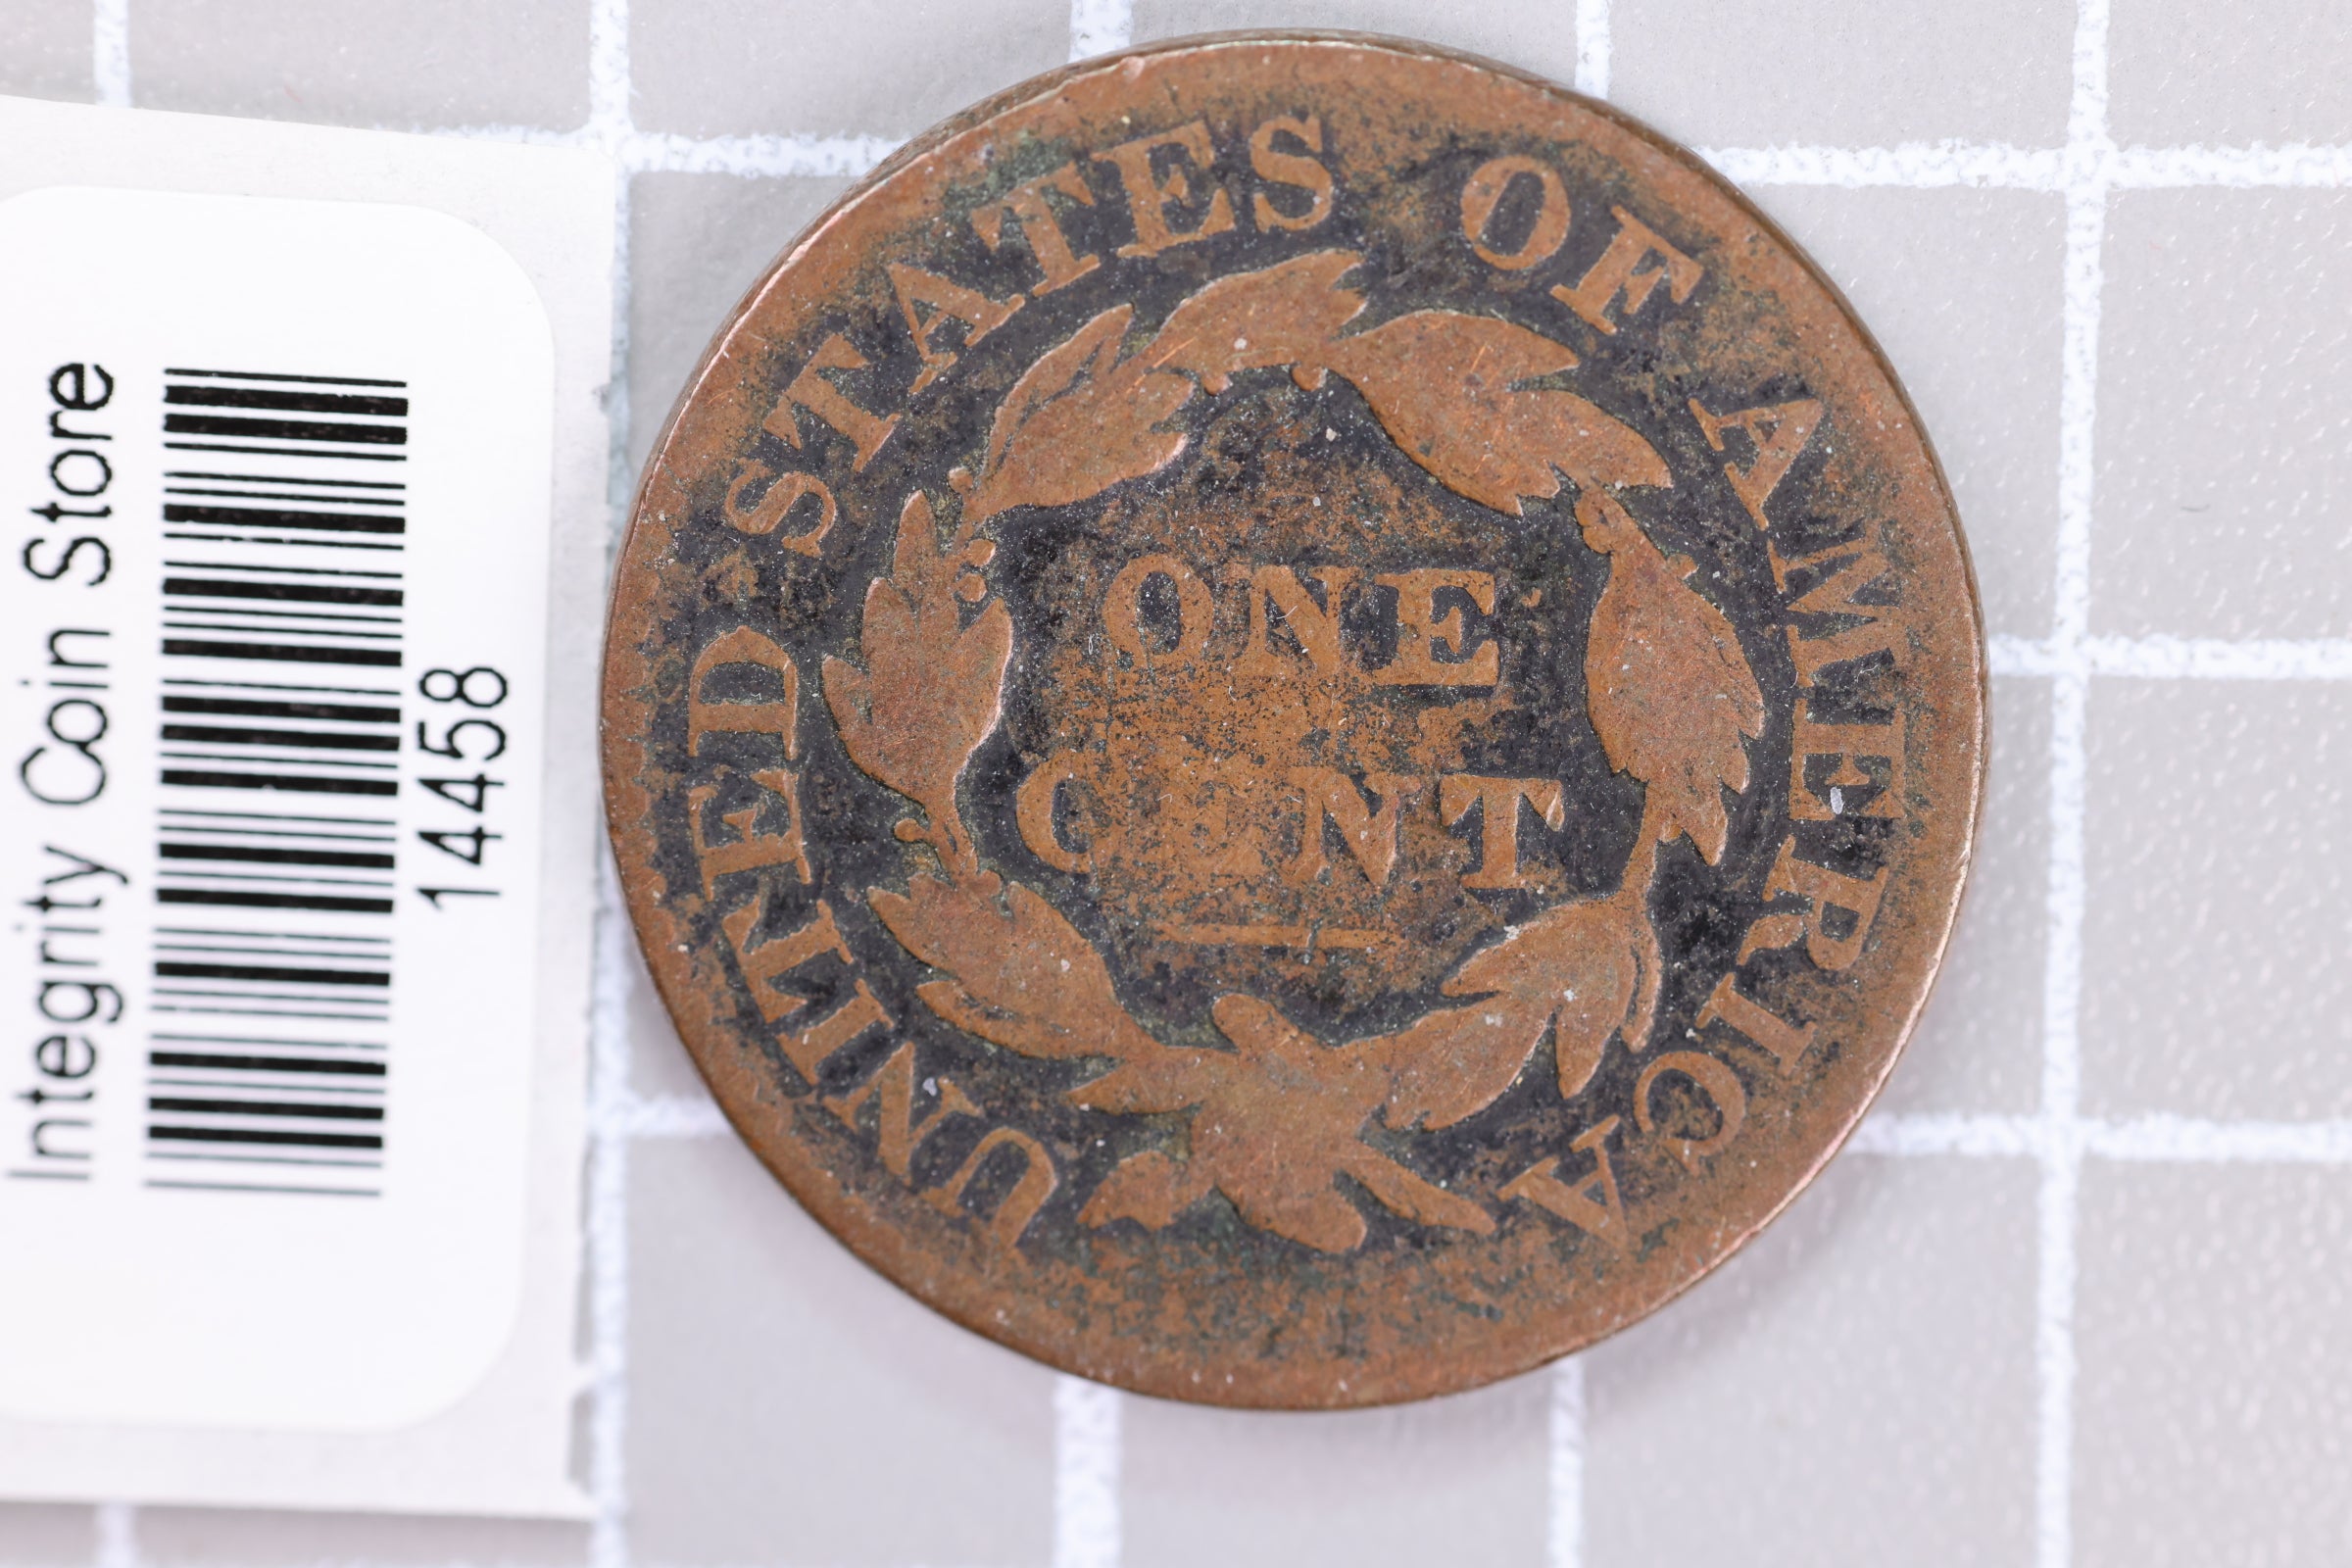 Integrity Coin Store
14458
UNITED STATES OF AMERICA
ONE
CENT